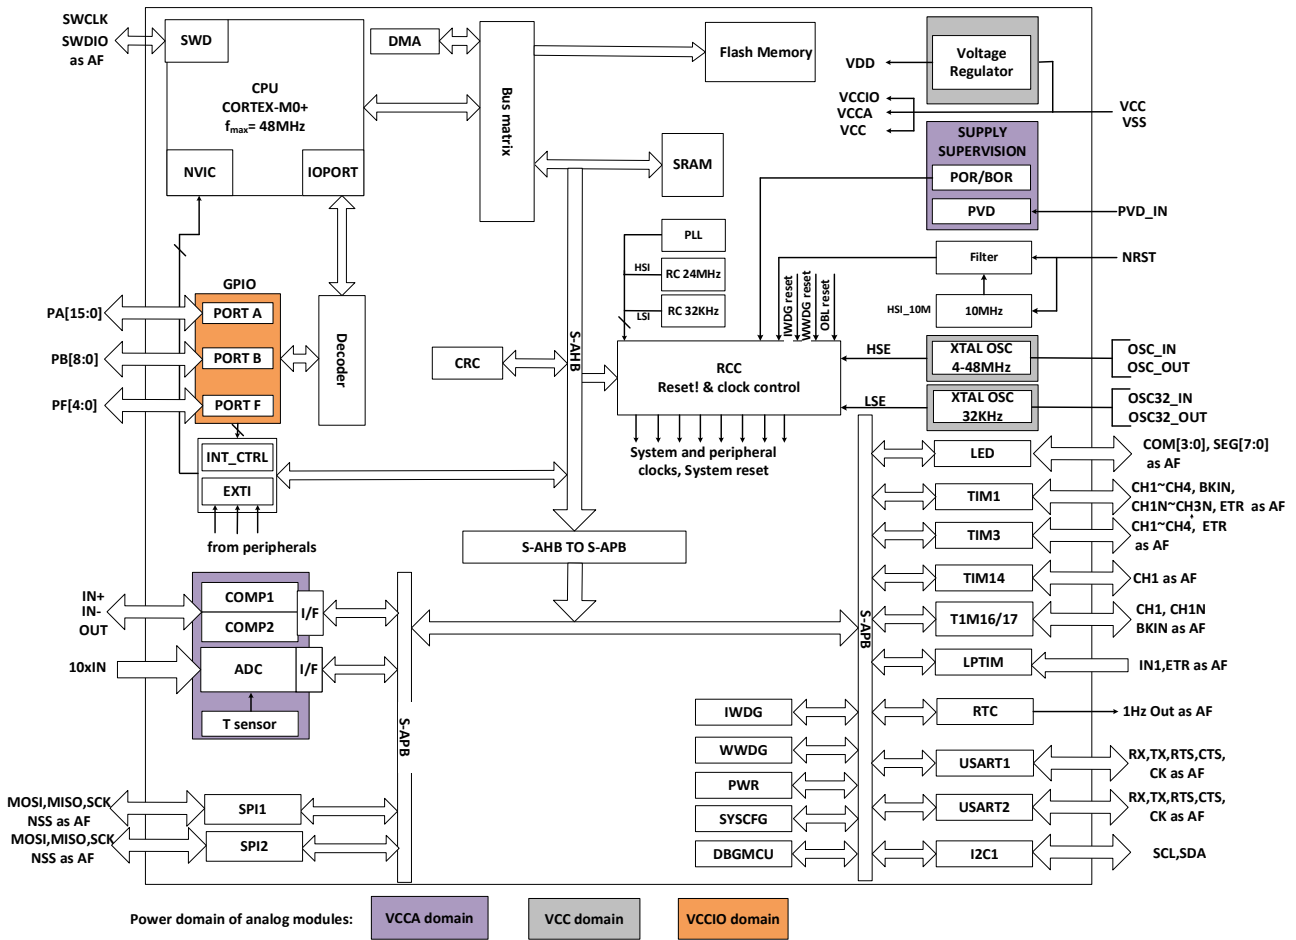 SWCLK
SWDIO
as AF
SWD
CPU
CORTEX-M0+
fmax= 48MHz
NVIC
IOPORT
DMA
Bus matrix
Flash Memory
SRAM
Voltage
Regulator
VDD
VCCIO
VCCA
VCC
VCC
VSS
SUPPLY
SUPERVISION
POR/BOR
PVD
PVD_IN
Filter
NRST
HSI_10M
10MHz
PLL
HSI
RC 24MHz
LSI
RC 32KHz
IWDG reset
WWDG reset
OBL reset
GPIO
PORT A
PORT B
PORT F
PA[15:0]
PB[8:0]
PF[4:0]
Decoder
CRC
S-AHB
RCC
Reset! & clock control
HSE
XTAL OSC
4-48MHz
OSC_IN
OSC_OUT
LSE
XTAL OSC
32KHz
OSC32_IN
OSC32_OUT
System and peripheral
clocks, System reset
INT_CTRL
EXTI
from peripherals
S-AHB TO S-APB
LED
COM[3:0], SEG[7:0]
as AF
TIM1
CH1~CH4, BKIN,
CH1N~CH3N, ETR as AF
TIM3
CH1~CH4, ETR
as AF
TIM14
CH1 as AF
T1M16/17
CH1, CH1N
BKIN as AF
LPTIM
IN1,ETR as AF
RTC
1Hz Out as AF
USART1
RX,TX,RTS,CTS,
CK as AF
USART2
RX,TX,RTS,CTS,
CK as AF
I2C1
SCL,SDA
S-APB
IWDG
WWDG
PWR
SYSCFG
DBGMCU
S-APB
IN+
IN-
OUT
COMP1
COMP2
I/F
10xIN
ADC
I/F
T sensor
MOSI,MISO,SCK
NSS as AF
SPI1
MOSI,MISO,SCK
NSS as AF
SPI2
Power domain of analog modules:
VCCA domain
VCC domain
VCCIO domain